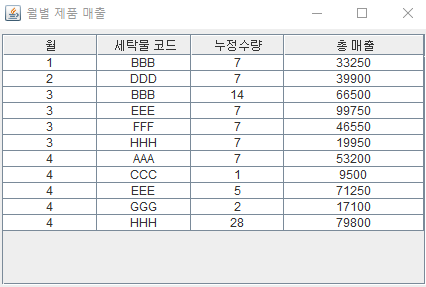 월별 제품 매출
월 세탁물 코드 누정수량 총 매출
1 BBB 7 33250
2 DDD 7 39900
3 BBB 14 66500
3 EEE 7 99750
3 FFF 7 46550
3 HHH 7 19950
4 AAA 7 53200
4 CCC 1 9500
4 EEE 5 71250
4 GGG 2 17100
4 HHH 28 79800